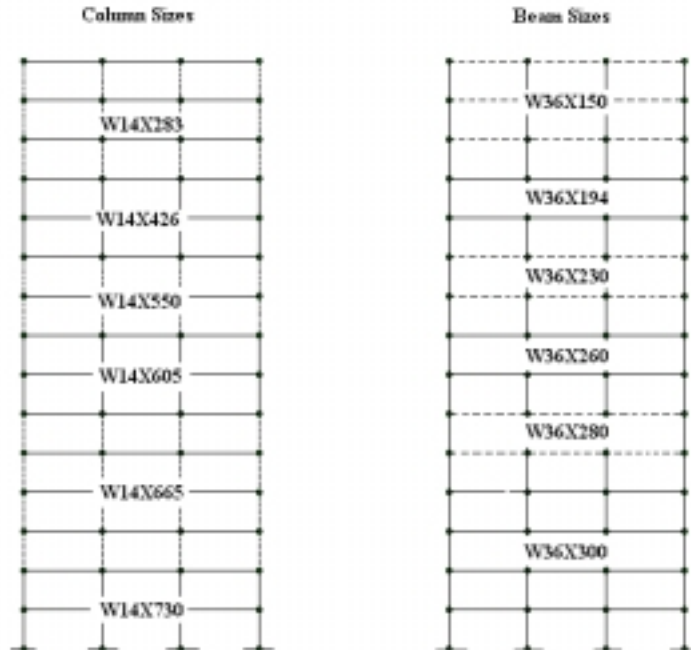 Column Sizes
W14X283
W14X426
W14X550
W14X605
W14X665
W14X730
Beam Sizes
W36X150
W36X194
W36X230
W36X260
W36X280
W36X300